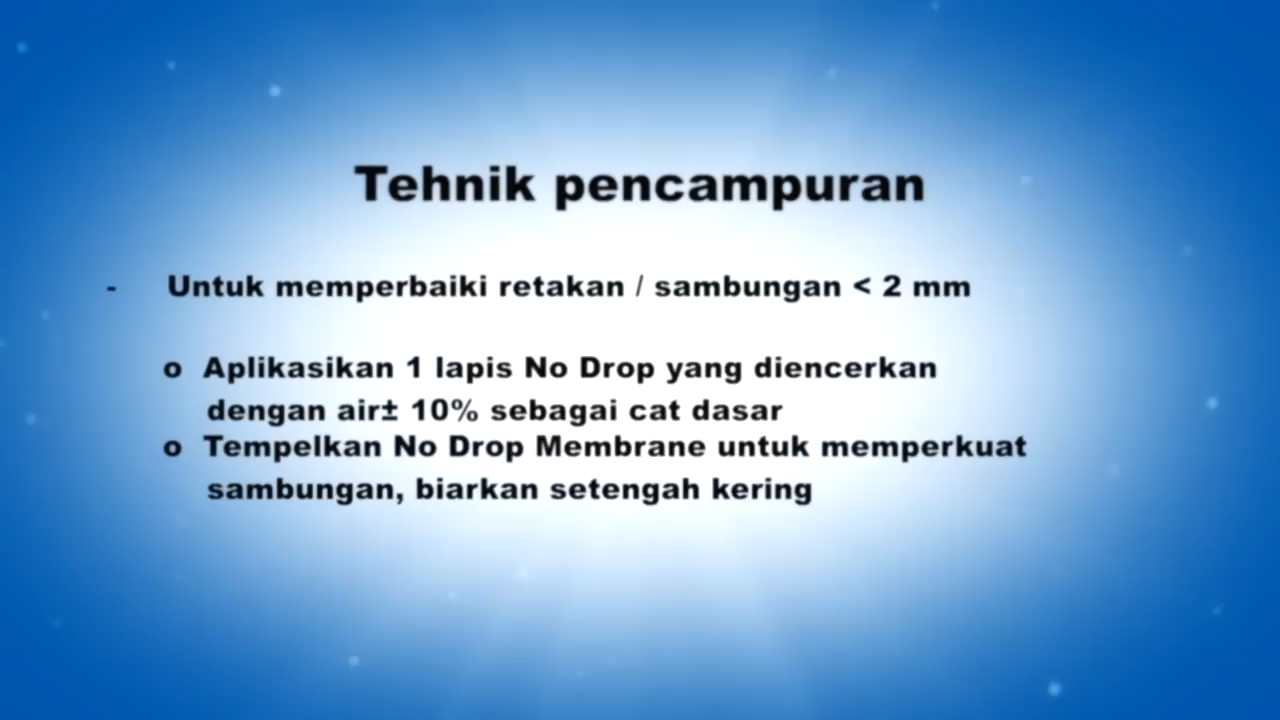 Tehnik pencampuran
- Untuk memperbaiki retakan / sambungan < 2 mm
o Aplikasikan 1 lapis No Drop yang diencerkan
dengan air± 10% sebagai cat dasar
o Tempelkan No Drop Membrane untuk memperkuat
sambungan, biarkan setengah kering